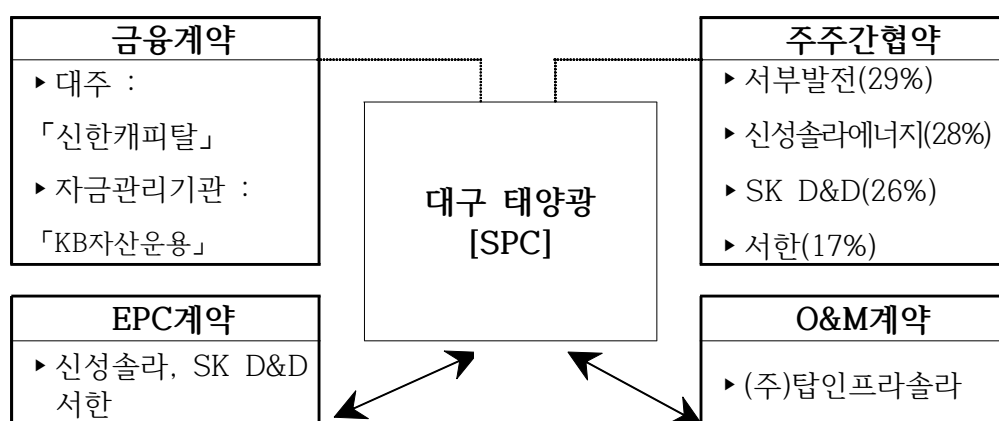 금융계약
▸대주 :
「신한캐피탈」
▸자금관리기관 :
「KB자산운용」
주주간협약
▸서부발전(29%)
▸신성솔라에너지(28%)
▸SK D&D(26%)
▸서한(17%)
대구 태양광
[SPC]
EPC계약
▸신성솔라, SK D&D
서한
O&M계약
▸(주)탑인프라솔라